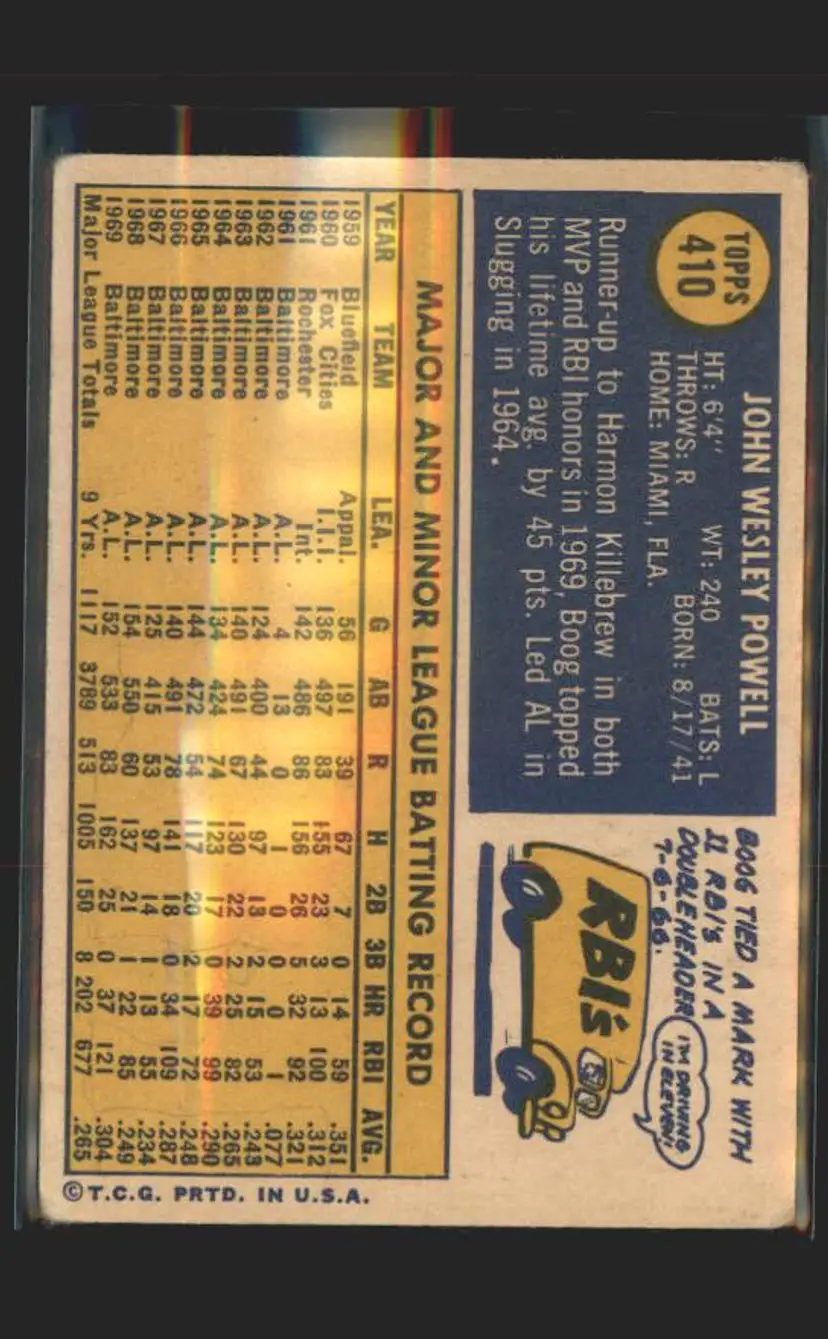 TOPPS
410
JOHN WESLEY POWELL
HT: 6'4" WT: 240 BATS: L
THROWS: R BORN: 8/17/41
HOME: MIAMI, FLA.
Runner-up to Harmon Killebrew in both
MVP and RBI honors in 1969, Boog topped
his lifetime avg. by 45 pts. Led AL in
Slugging in 1964.
BOOG TIED A MARK WITH
11 RBI's IN A
DOUBLEHEADER
7-6-66.
I'M DRIVING
IN ELEVEN!
RBI's
MAJOR AND MINOR LEAGUE BATTING RECORD
YEAR TEAM LEA. G AB R H 2B 3B HR RBI AVG.
1959 Bluefield Appal. 56 191 39 67 7 0 14 59 .351
1960 Fox Cities I.I.I. 136 497 83 155 23 3 13 100 .312
1961 Rochester Int. 142 486 86 156 26 5 32 92 .321
1961 Baltimore A.L. 4 13 0 1 0 0 0 1 .077
1962 Baltimore A.L. 124 400 44 97 13 2 15 53 .243
1963 Baltimore A.L. 140 491 67 130 22 2 25 82 .265
1964 Baltimore A.L. 134 424 74 123 17 0 39 99 .290
1965 Baltimore A.L. 144 472 54 117 20 2 17 72 .248
1966 Baltimore A.L. 140 491 78 141 18 0 34 109 .287
1967 Baltimore A.L. 125 415 53 97 14 1 13 55 .234
1968 Baltimore A.L. 154 550 60 137 21 1 22 85 .249
1969 Baltimore A.L. 152 533 83 162 25 0 37 121 .304
Major League Totals 9 Yrs. 1117 3789 513 1005 150 8 202 677 .265
© T.C.G. PRTD. IN U.S.A.